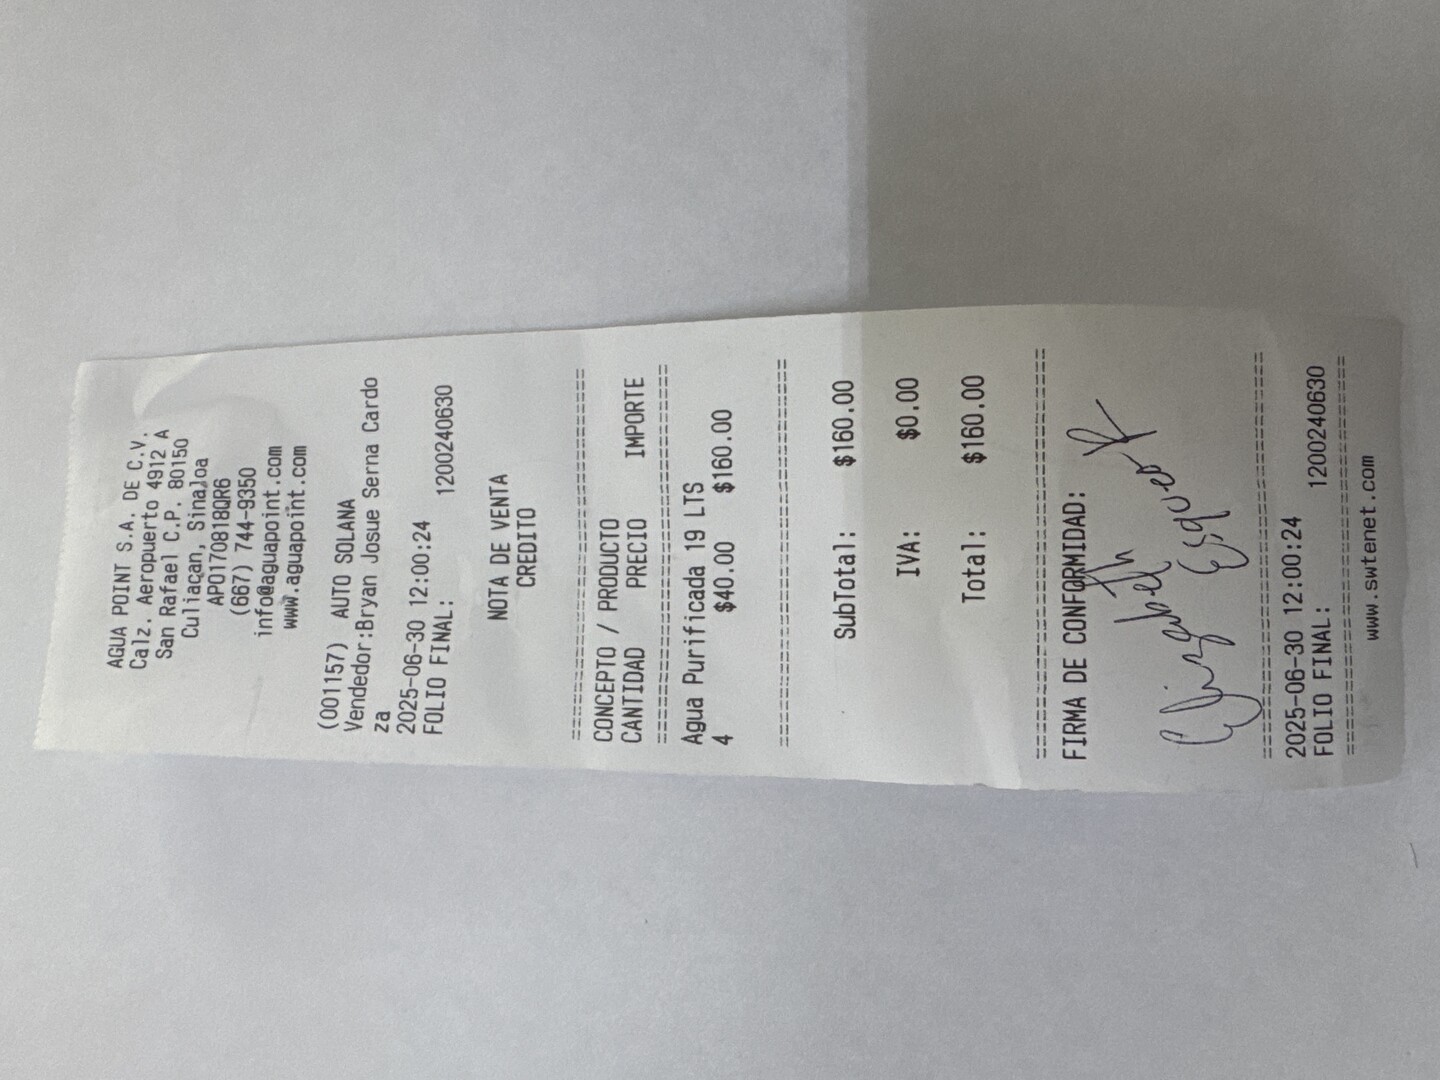 AGUA POINT S.A. DE C.V.
Calz. Aeropuerto 4912 A
San Rafael C.P. 80150
Culiacan, Sinaloa
APO170818QR6
(667) 744-9350
info@aguapoint.com
www.aguapoint.com
(001157) AUTO SOLANA
Vendedor:Bryan Josue Serna Cardo
za
2025-06-30 12:00:24
FOLIO FINAL: 1200240630
NOTA DE VENTA
CREDITO
================================
CONCEPTO / PRODUCTO
CANTIDAD PRECIO IMPORTE
================================
Agua Purificada 19 LTS
4 $40.00 $160.00
================================
SubTotal: $160.00
IVA: $0.00
Total: $160.00
================================
FIRMA DE CONFORMIDAD:
Elizabeth
================================
2025-06-30 12:00:24
FOLIO FINAL: 1200240630
================================
www.swtenet.com